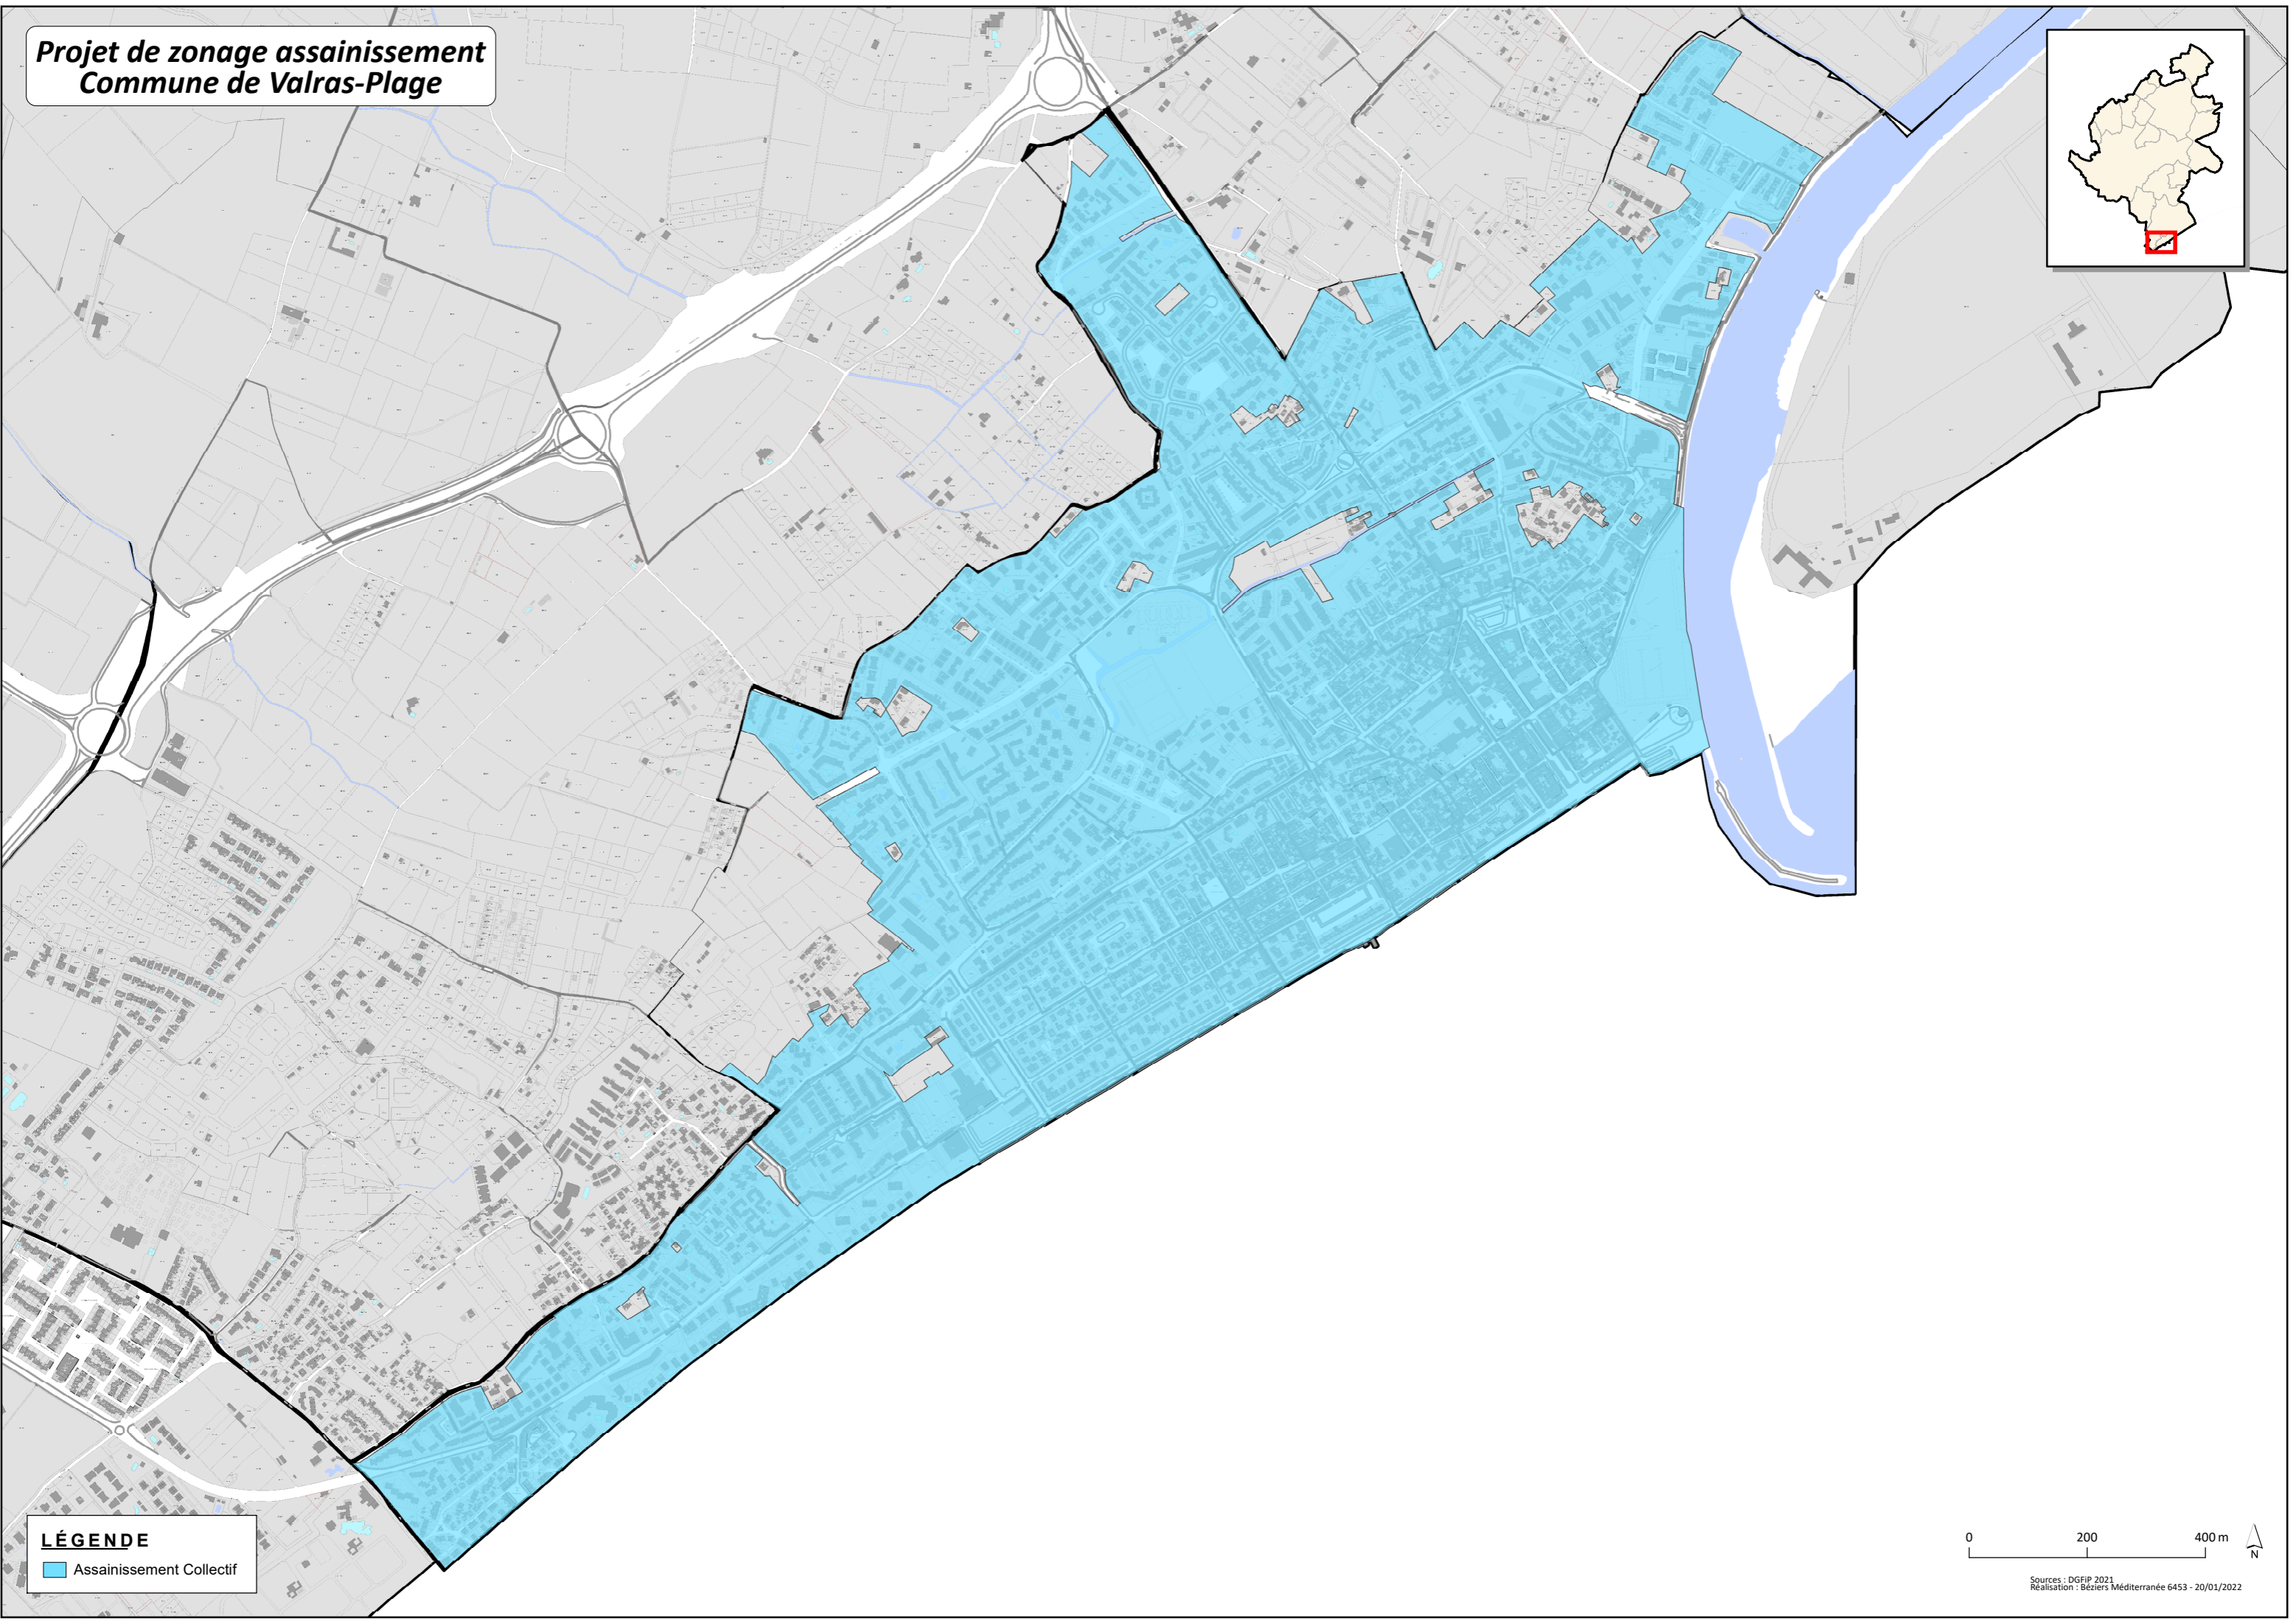 Projet de zonage assainissement
Commune de Valras-Plage
LÉGENDE
Assainissement Collectif
0 200 400 m
N
Sources : DGFiP 2021
Réalisation : Béziers Méditerranée 6453 - 20/01/2022